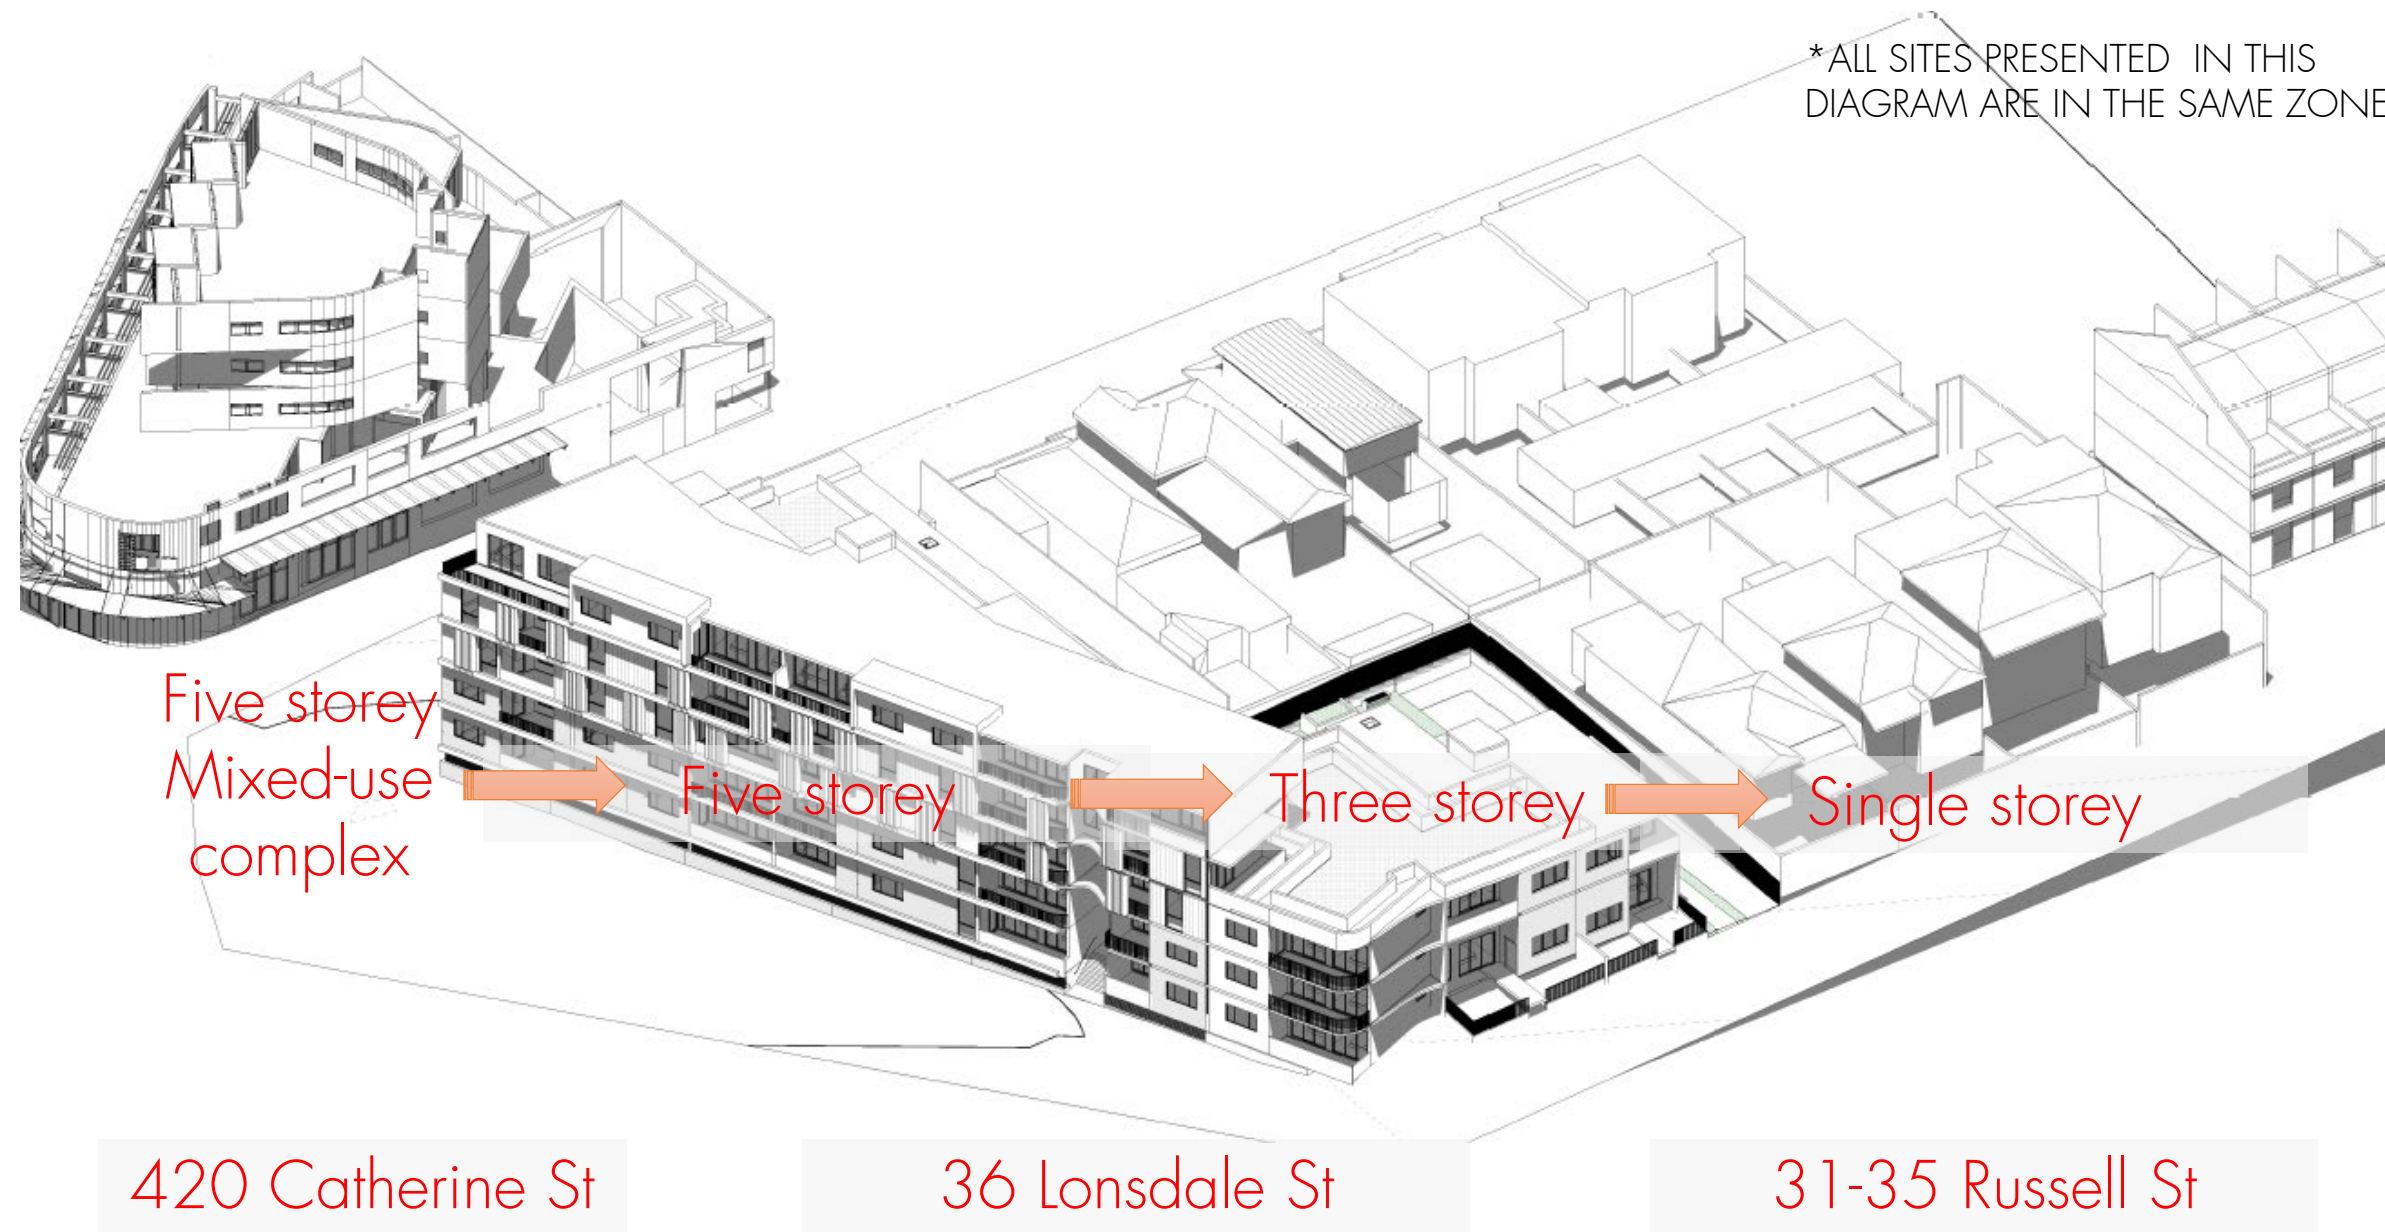 *ALL SITES PRESENTED IN THIS
DIAGRAM ARE IN THE SAME ZONE
Five storey
Mixed-use
complex
Five storey
Three storey
Single storey
420 Catherine St
36 Lonsdale St
31-35 Russell St